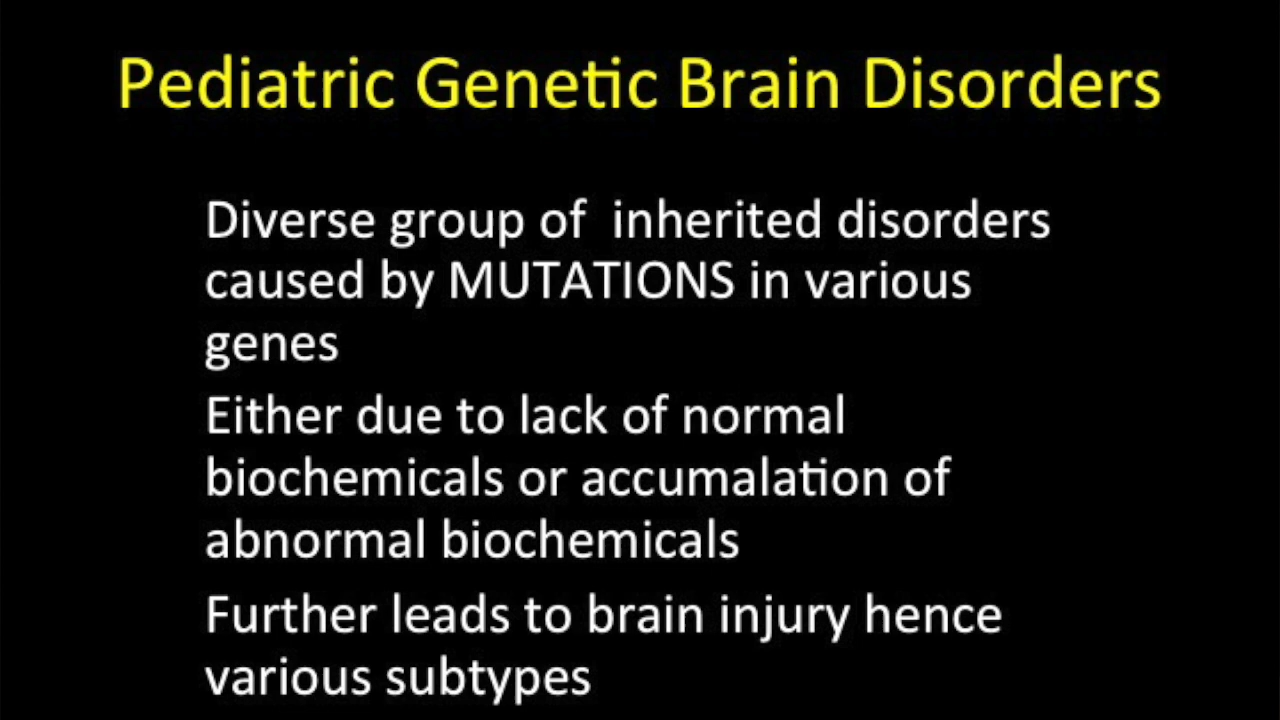 Pediatric Genetic Brain Disorders
Diverse group of  inherited disorders
caused by MUTATIONS in various
genes
Either due to lack of normal
biochemicals or accumalation of
abnormal biochemicals
Further leads to brain injury hence
various subtypes